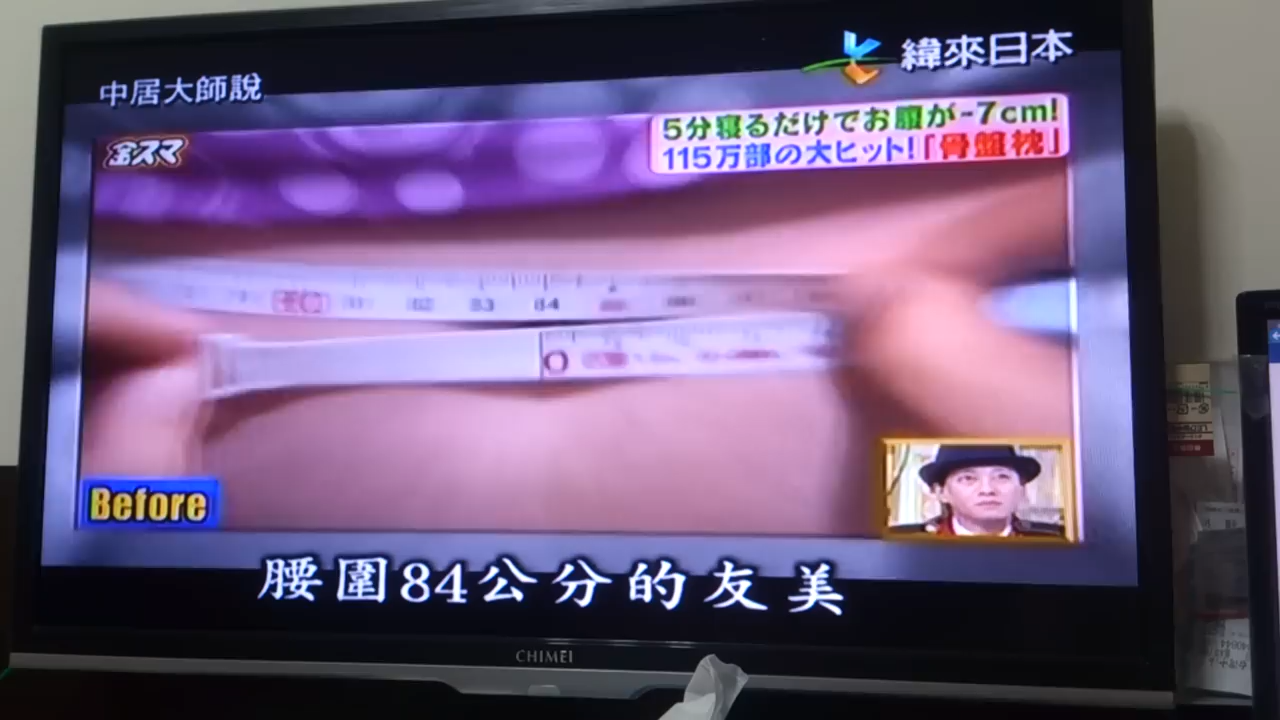 緯來日本
中居大師說
金スマ
5分寝るだけでお腹が-7cm!
115万部の大ヒット!「骨盤枕」
82 83 84
0
Before
腰圍84公分的友美
CHIMEI